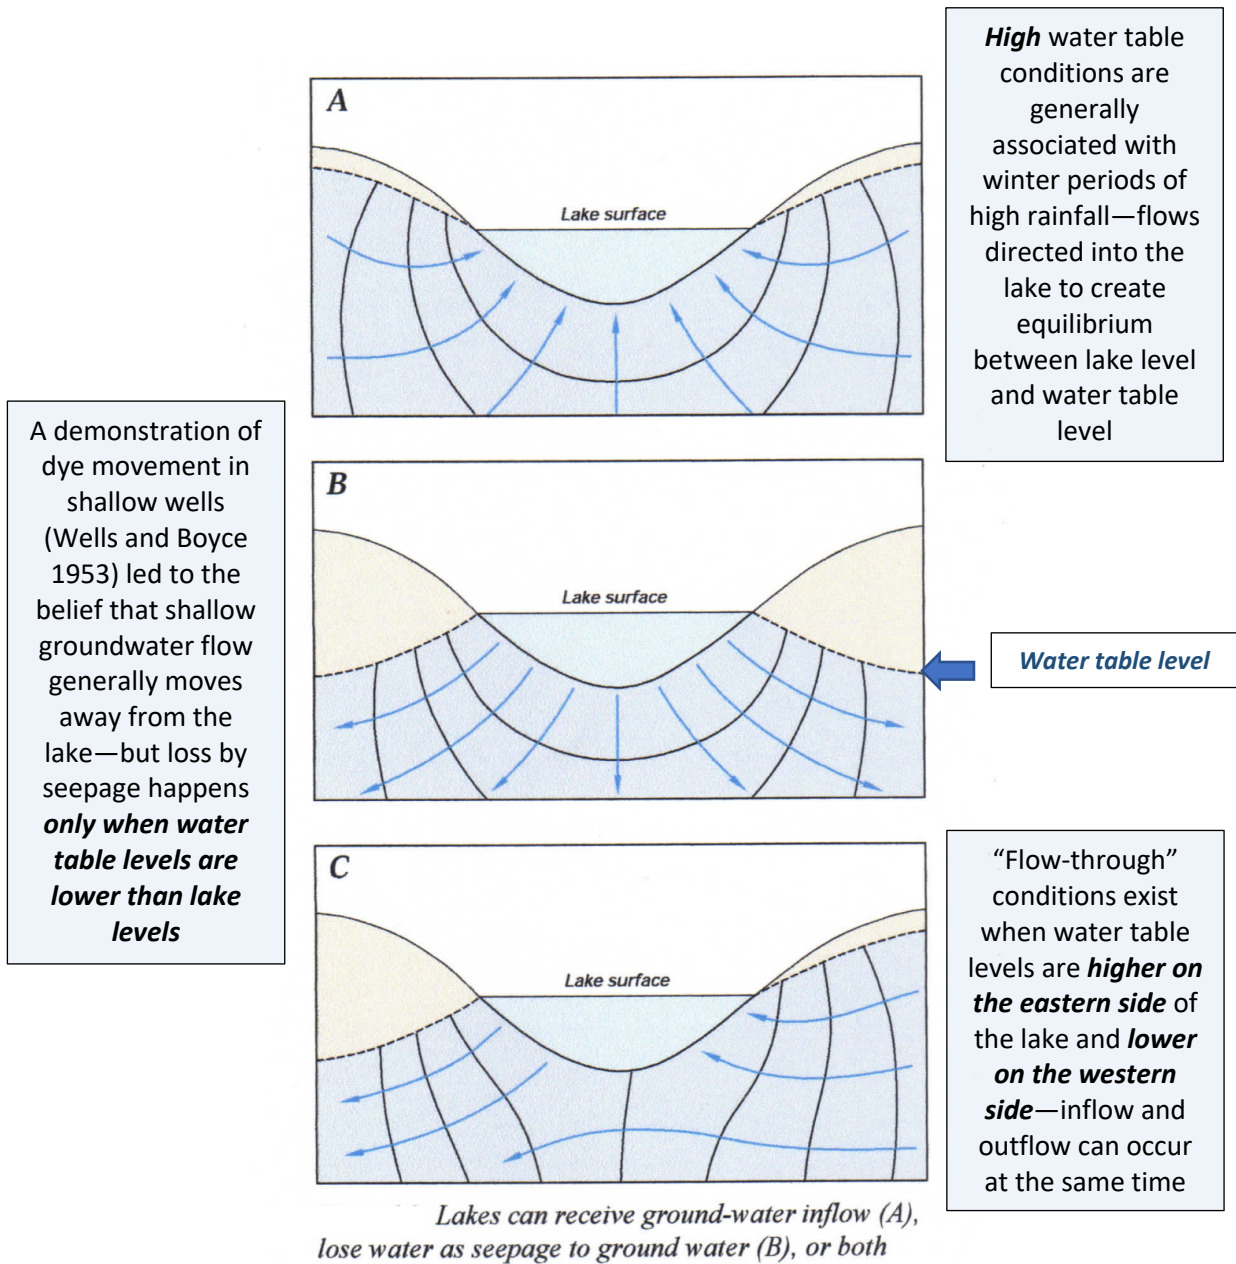 High water table
conditions are
generally
associated with
winter periods of
high rainfall—flows
directed into the
lake to create
equilibrium
between lake level
and water table
level
A
Lake surface
A demonstration of
dye movement in
shallow wells
(Wells and Boyce
1953) led to the
belief that shallow
groundwater flow
generally moves
away from the
lake—but loss by
seepage happens
only when water
table levels are
lower than lake
levels
B
Lake surface
Water table level
C
Lake surface
“Flow-through”
conditions exist
when water table
levels are higher on
the eastern side of
the lake and lower
on the western
side—inflow and
outflow can occur
at the same time
Lakes can receive ground-water inflow (A),
lose water as seepage to ground water (B), or both